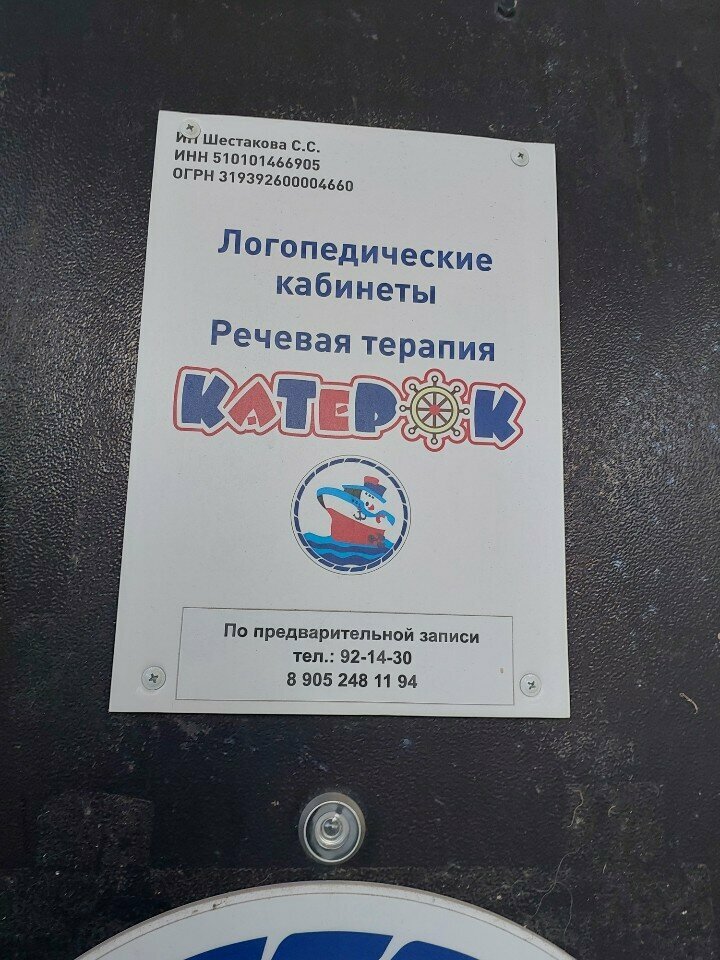 ИП Шестакова С.С.
ИНН 510101466905
ОГРН 319392600004660
Логопедические
кабинеты
Речевая терапия
КАТЕРОК
По предварительной записи
тел.: 92-14-30
8 905 248 11 94